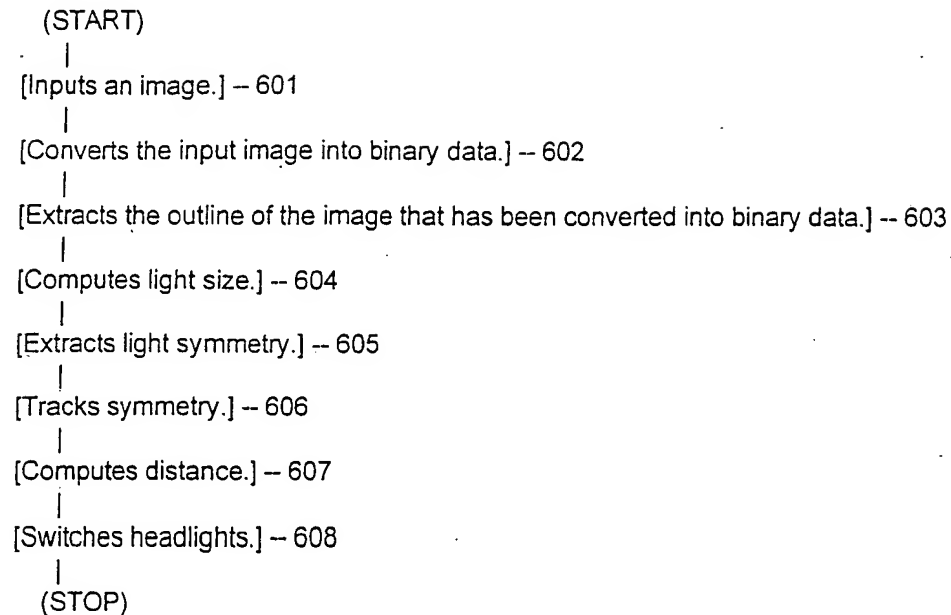 (START)
[Inputs an image.] -- 601
[Converts the input image into binary data.] -- 602
[Extracts the outline of the image that has been converted into binary data.] -- 603
[Computes light size.] -- 604
[Extracts light symmetry.] -- 605
[Tracks symmetry.] -- 606
[Computes distance.] -- 607
[Switches headlights.] -- 608
(STOP)